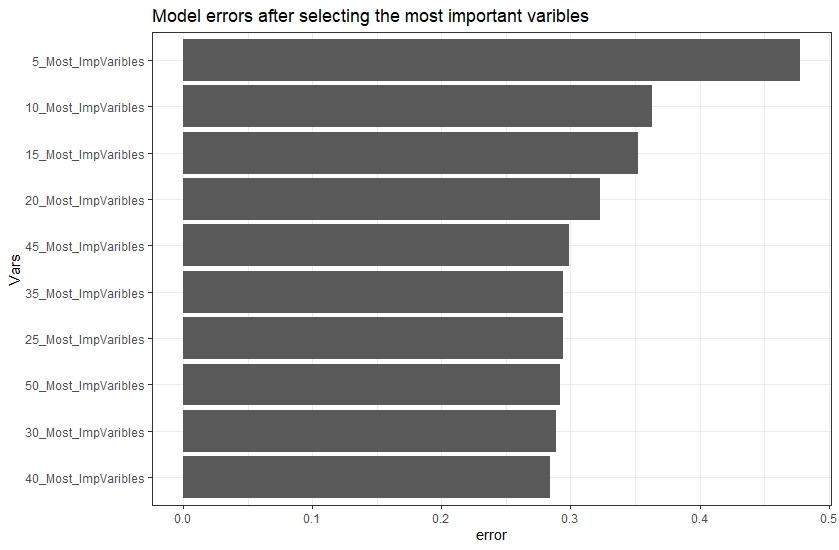 Model errors after selecting the most important varibles
5_Most_ImpVaribles
10_Most_ImpVaribles
15_Most_ImpVaribles
20_Most_ImpVaribles
45_Most_ImpVaribles
35_Most_ImpVaribles
25_Most_ImpVaribles
50_Most_ImpVaribles
30_Most_ImpVaribles
40_Most_ImpVaribles
Vars
0.0 0.1 0.2 0.3 0.4 0.5
error